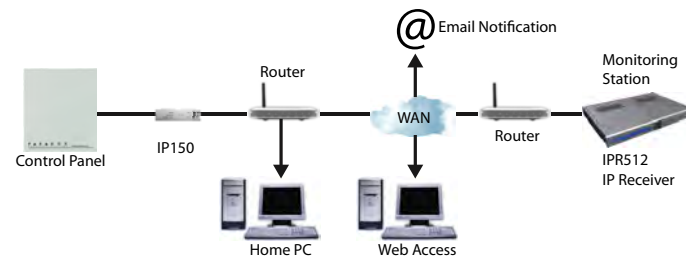 Email Notification
Monitoring
Station
Router
WAN
Router
IP150
Control Panel
IPR512
IP Receiver
Home PC
Web Access